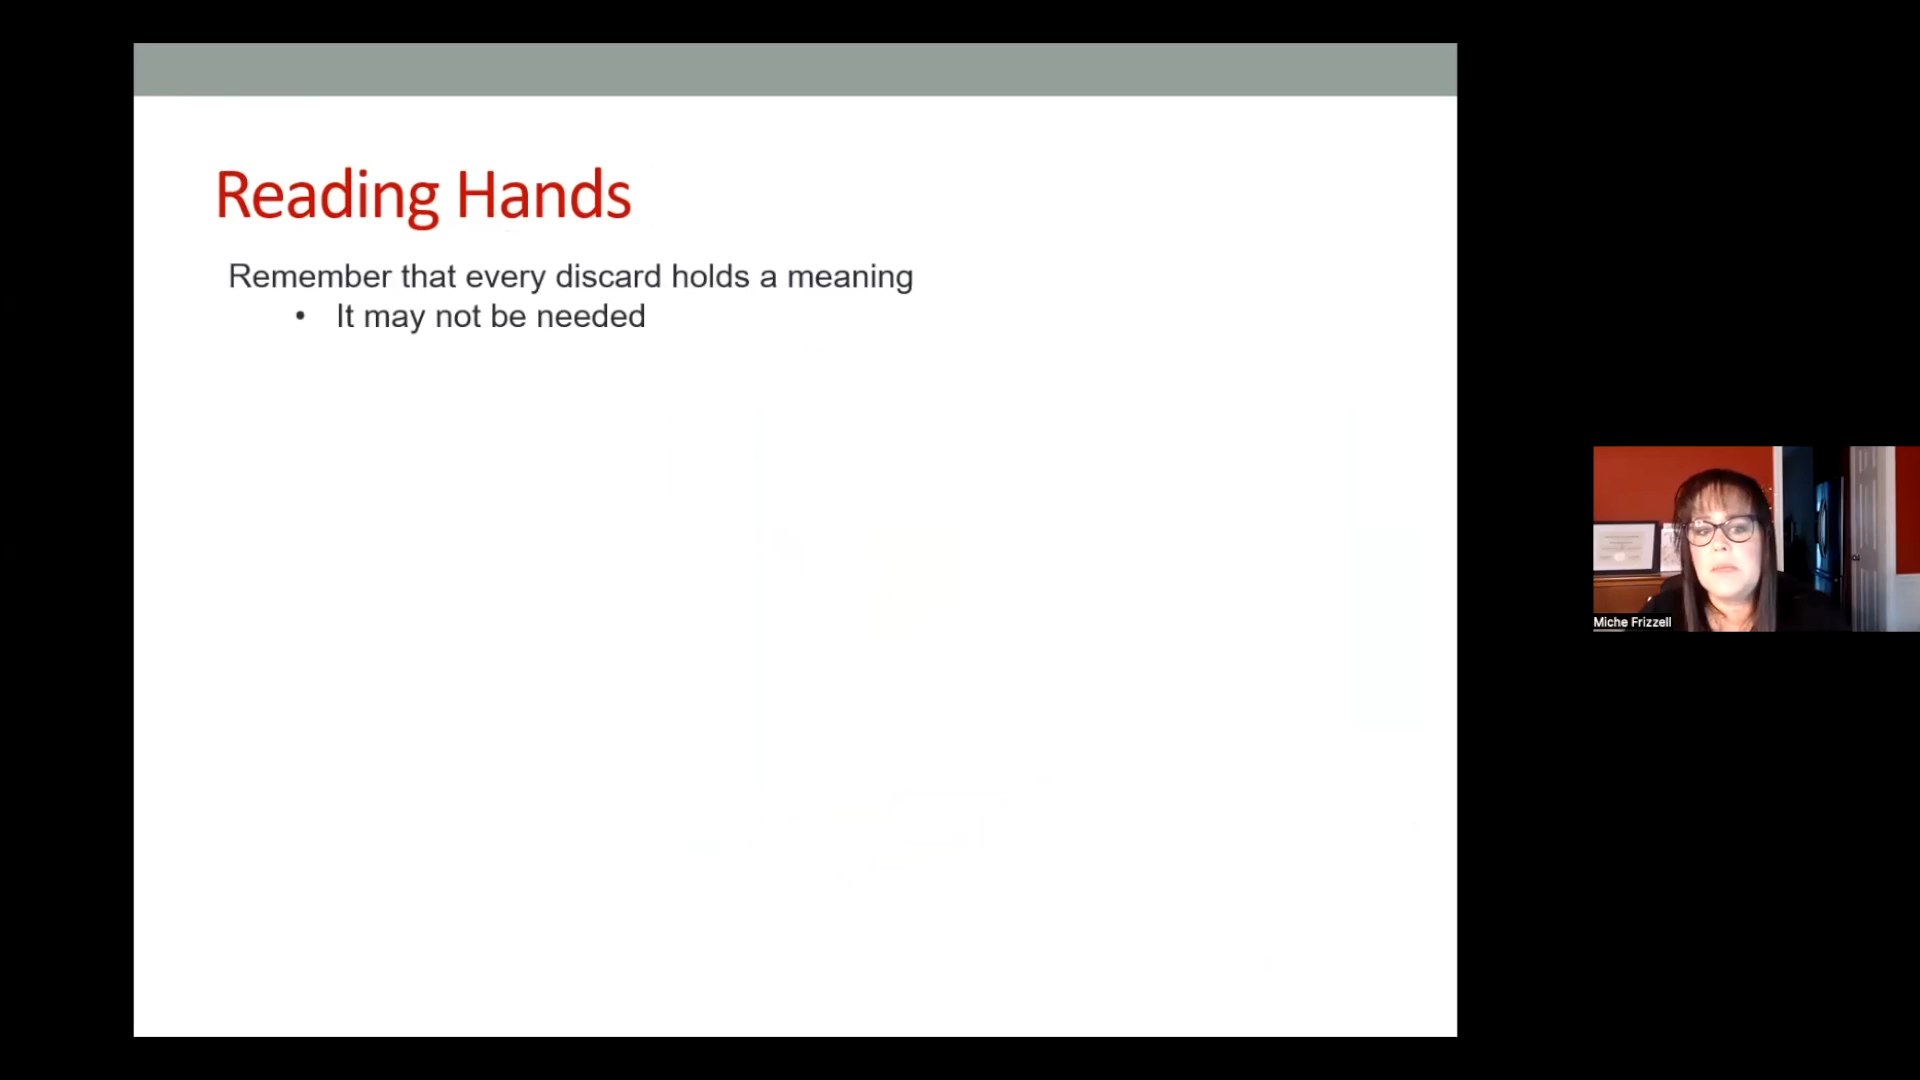 Reading Hands
Remember that every discard holds a meaning
• It may not be needed
Miche Frizzell